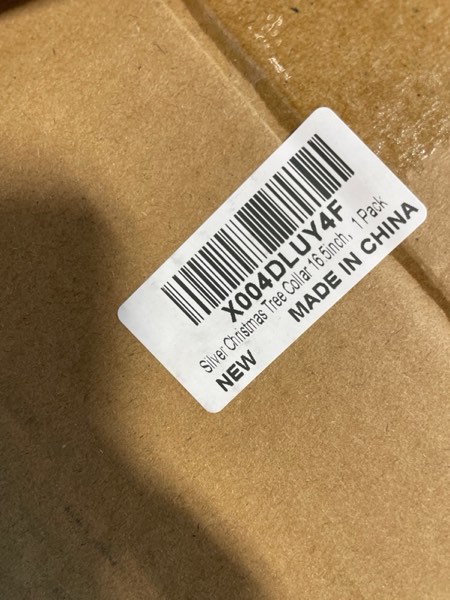 X004DLUY4F
Silver Christmas Tree Collar 16.5inch, 1 Pack
NEW MADE IN CHINA